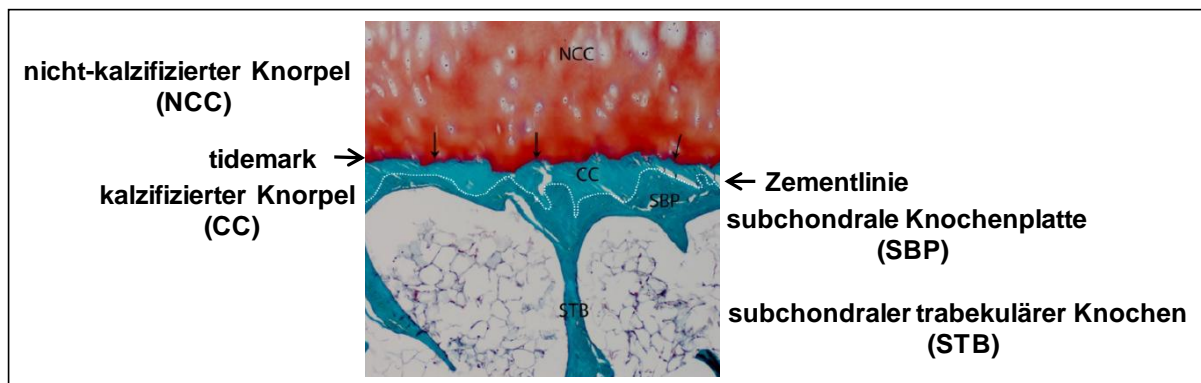 nicht-kalzifizierter Knorpel
(NCC)
tidemark
kalzifizierter Knorpel
(CC)
NCC
CC
SBP
STB
Zementlinie
subchondrale Knochenplatte
(SBP)
subchondraler trabekulärer Knochen
(STB)